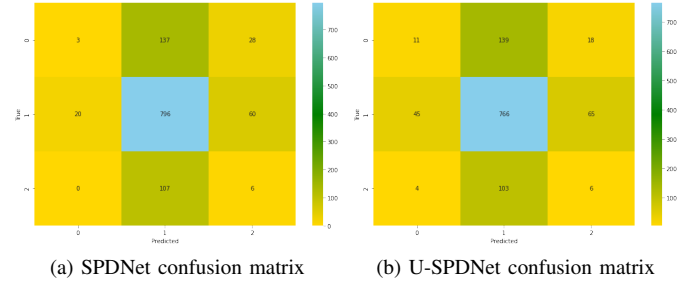 0 3 137 28
True 1 20 796 60
2 0 107 6
0 1 2
Predicted
700
600
500
400
300
200
100
0
0 11 139 18
True 1 45 766 65
2 4 103 6
0 1 2
Predicted
700
600
500
400
300
200
100
(a) SPDNet confusion matrix
(b) U-SPDNet confusion matrix